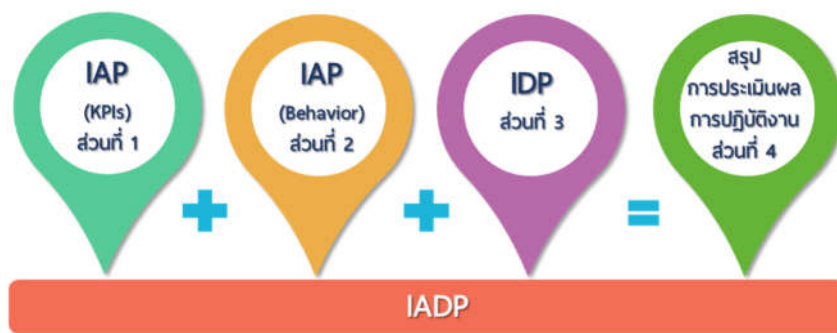 IAP
(KPIs)
ส่วนที่ 1
IAP
(Behavior)
ส่วนที่ 2
IDP
ส่วนที่ 3
สรุป
การประเมินผล
การปฏิบัติงาน
ส่วนที่ 4
IADP